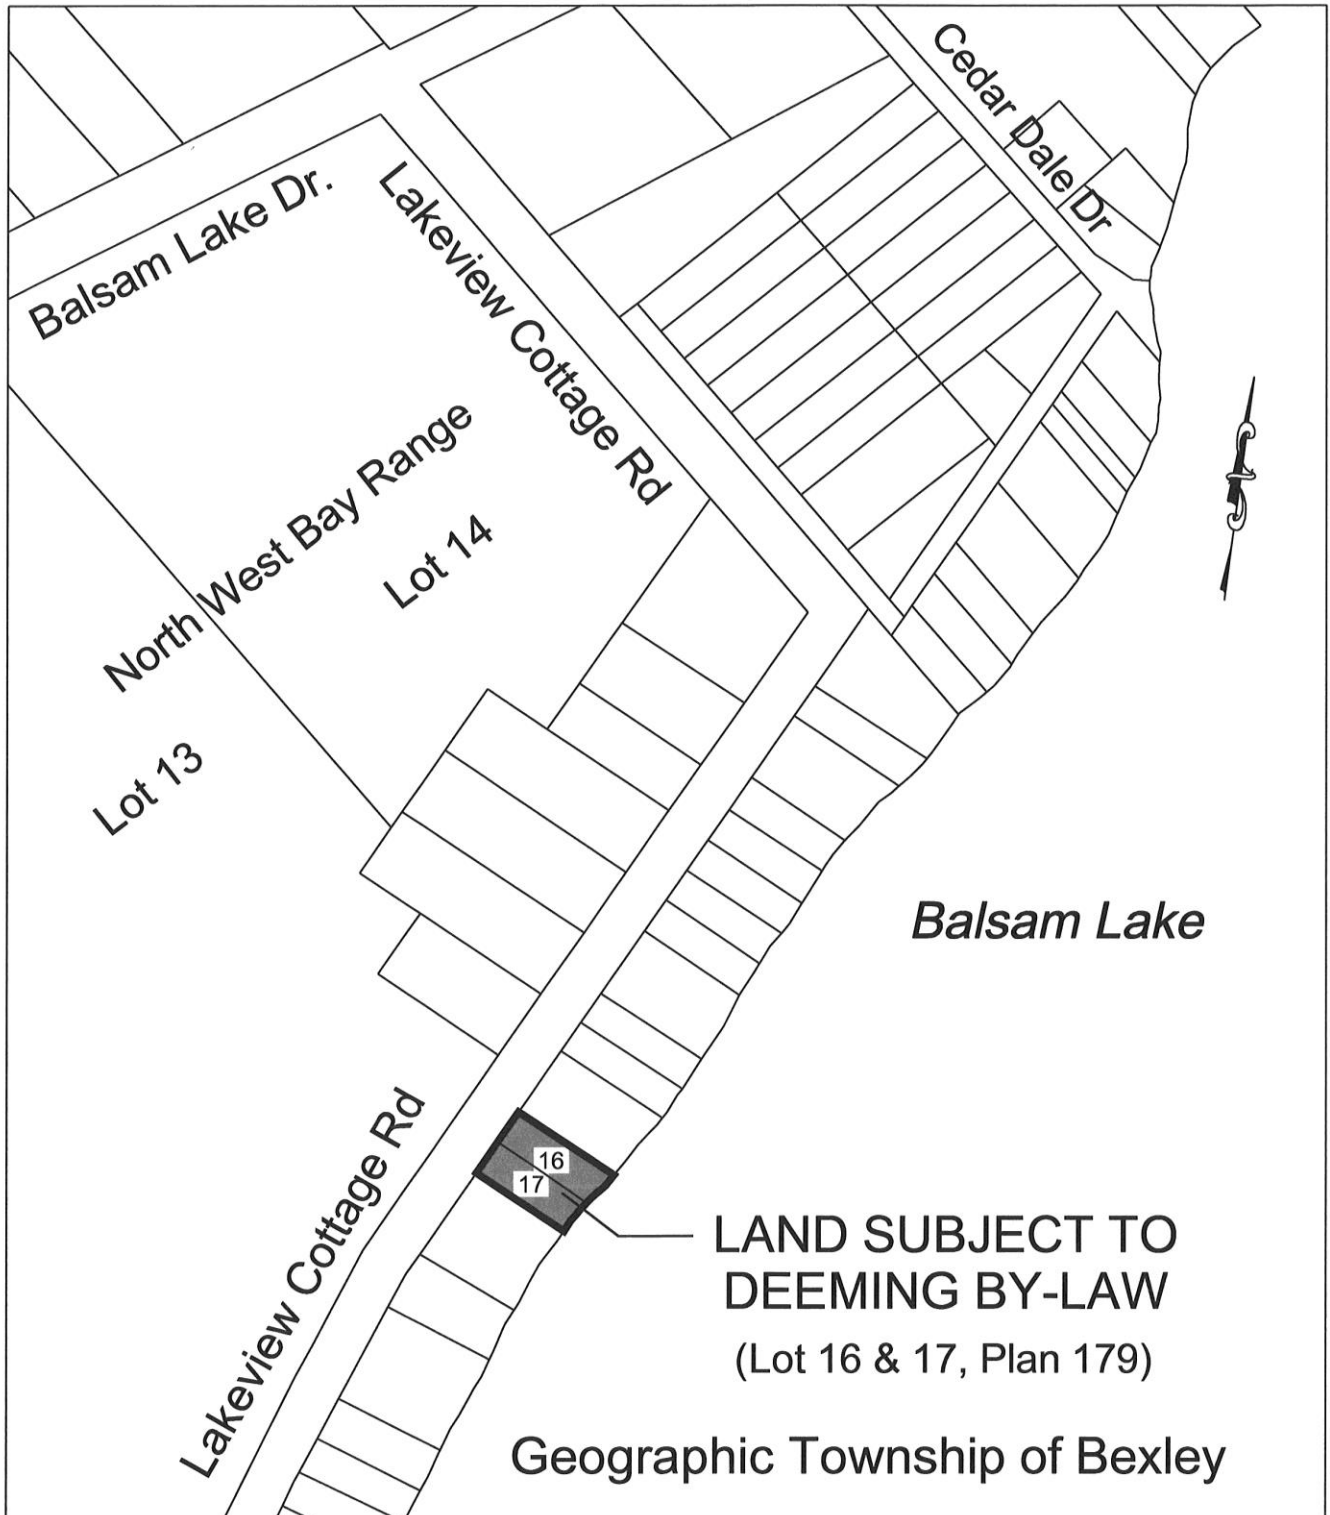 Cedar Dale Dr
Balsam Lake Dr.
Lakeview Cottage Rd
North West Bay Range
Lot 14
Lot 13
Balsam Lake
Lakeview Cottage Rd
16
17
LAND SUBJECT TO
DEEMING BY-LAW
(Lot 16 & 17, Plan 179)
Geographic Township of Bexley